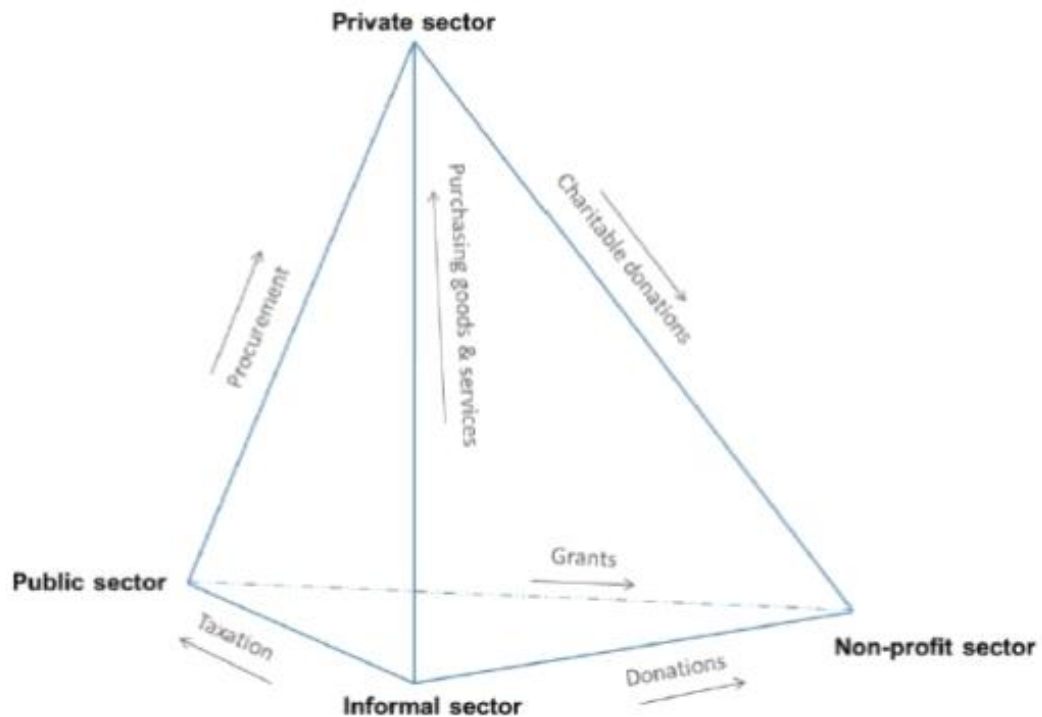 Private sector
Purchasing goods & services
Charitable donations
Procurement
Grants
Public sector
Taxation
Non-profit sector
Donations
Informal sector